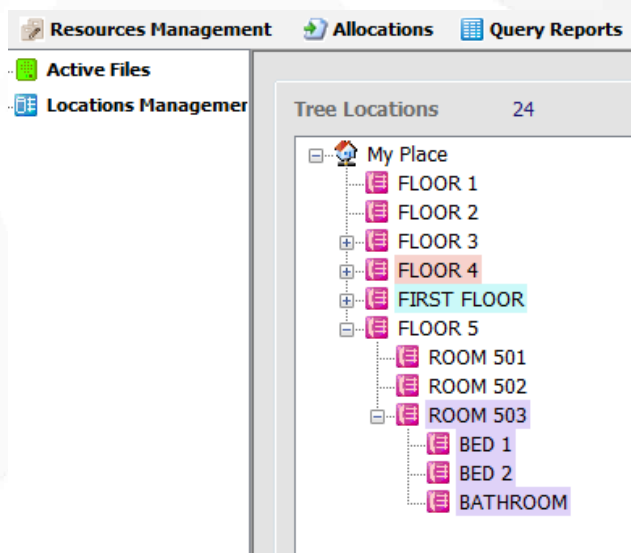 Resources Management Allocations Query Reports
Active Files
Locations Managemer
Tree Locations 24
My Place
FLOOR 1
FLOOR 2
FLOOR 3
FLOOR 4
FIRST FLOOR
FLOOR 5
ROOM 501
ROOM 502
ROOM 503
BED 1
BED 2
BATHROOM